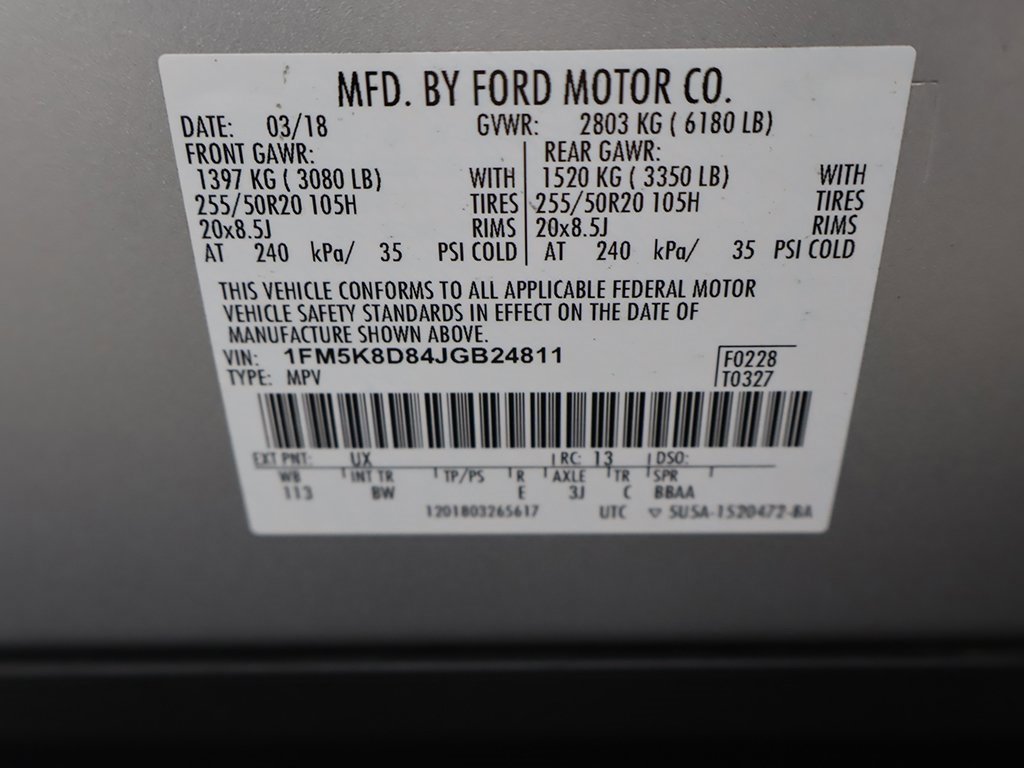 MFD. BY FORD MOTOR CO.
DATE: 03/18 GVWR: 2803 KG ( 6180 LB)
FRONT GAWR: REAR GAWR:
1397 KG ( 3080 LB) WITH 1520 KG ( 3350 LB) WITH
255/50R20 105H TIRES 255/50R20 105H TIRES
20x8.5J RIMS 20x8.5J RIMS
AT 240 kPa/ 35 PSI COLD AT 240 kPa/ 35 PSI COLD
THIS VEHICLE CONFORMS TO ALL APPLICABLE FEDERAL MOTOR
VEHICLE SAFETY STANDARDS IN EFFECT ON THE DATE OF
MANUFACTURE SHOWN ABOVE.
VIN: 1FM5K8D84JGB24811 F0228
TYPE: MPV T0327
EXT PNT: UX RC: 13 DSO:
WB INT TR TP/PS R AXLE TR SPR
113 BW E 3J C BBAA
1201803265617 UTC ▽ 5U5A-1520472-BA